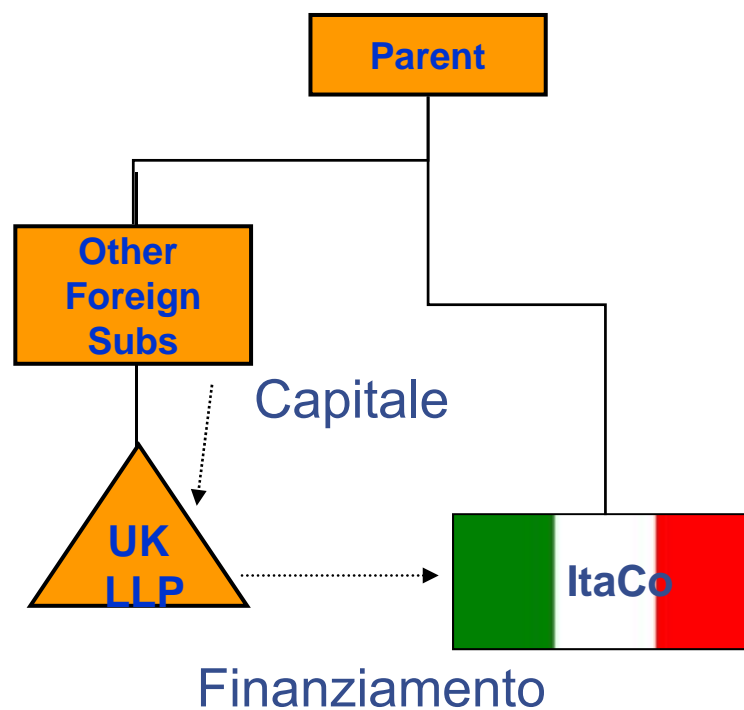 Parent
Other
Foreign
Subs
Capitale
UK
LLP
ItaCo
Finanziamento